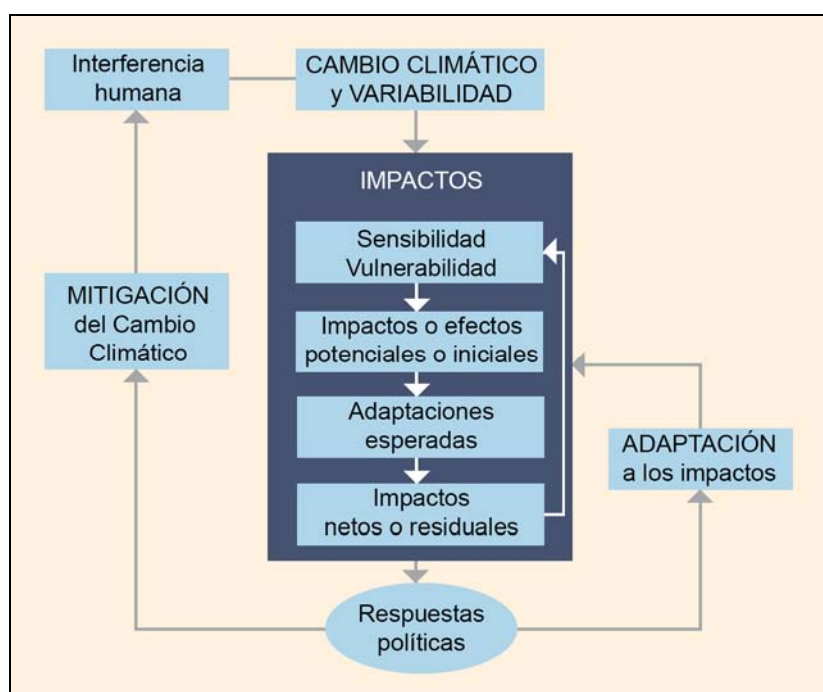 Interferencia
humana
CAMBIO CLIMÁTICO
y VARIABILIDAD
IMPACTOS
Sensibilidad
Vulnerabilidad
Impactos o efectos
potenciales o iniciales
Adaptaciones
esperadas
Impactos
netos o residuales
MITIGACIÓN
del Cambio
Climático
ADAPTACIÓN
a los impactos
Respuestas
políticas